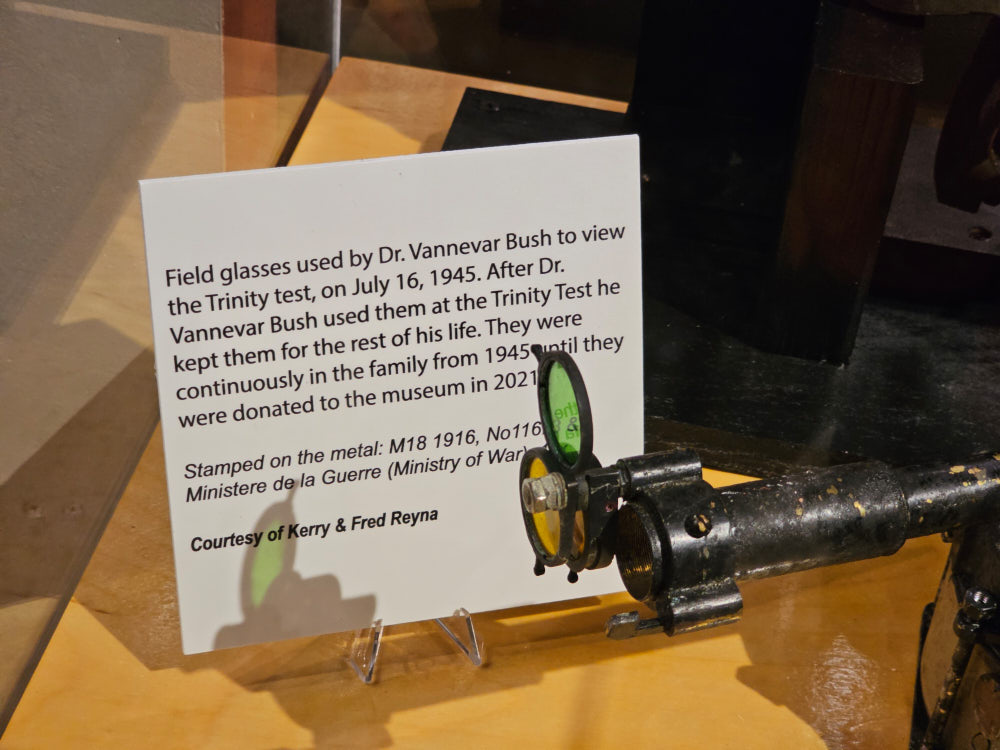 Field glasses used by Dr. Vannevar Bush to view
the Trinity test, on July 16, 1945. After Dr.
Vannevar Bush used them at the Trinity Test he
kept them for the rest of his life. They were
continuously in the family from 1945 until they
were donated to the museum in 2021
Stamped on the metal: M18 1916, No116
Ministere de la Guerre (Ministry of War)
Courtesy of Kerry & Fred Reyna